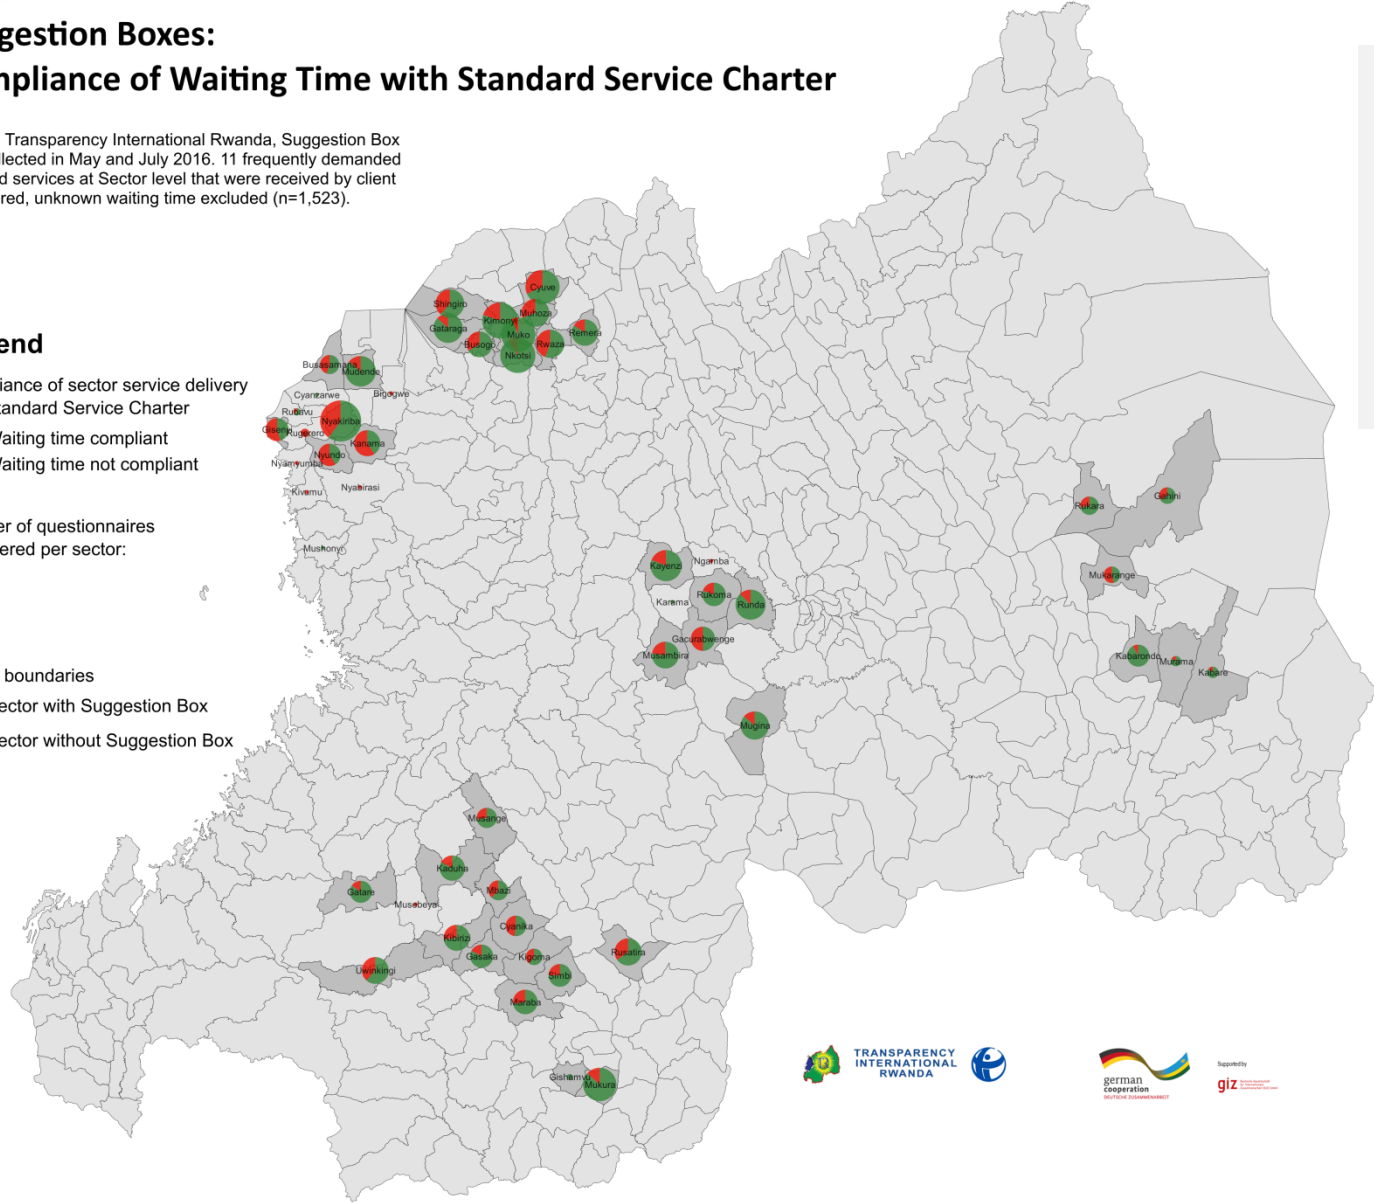 gestion Boxes:
mpliance of Waiting Time with Standard Service Charter
Transparency International Rwanda, Suggestion Box
llected in May and July 2016. 11 frequently demanded
d services at Sector level that were received by client
red, unknown waiting time excluded (n=1,523).
end
iance of sector service delivery
tandard Service Charter
Waiting time compliant
Waiting time not compliant
er of questionnaires
ered per sector:
boundaries
ector with Suggestion Box
ector without Suggestion Box
Cyuve
Shingiro
Muhoza
Kimonyi
Gataraga
Muko
Remera
Busogo
Rwaza
Nkotsi
Busasamana
Mudende
Cyanzarwe
Bigogwe
Rubavu
Nyakiriba
Gisenyi
Rugerero
Kanama
Nyundo
Nyamyumba
Kivumu
Nyabirasi
Mushonyi
Rukara
Gahini
Mukarange
Kabarondo
Murama
Kabare
Kayenzi
Ngamba
Karama
Rukoma
Runda
Gacurabwenge
Musambira
Mugina
Musange
Kaduha
Gatare
Mbazi
Musebeya
Cyanika
Kibirizi
Gasaka
Kigoma
Rusatira
Uwinkingi
Simbi
Maraba
Gishamvu
Mukura
TRANSPARENCY
INTERNATIONAL
RWANDA
german
cooperation
DEUTSCHE ZUSAMMENARBEIT
Supported by
giz